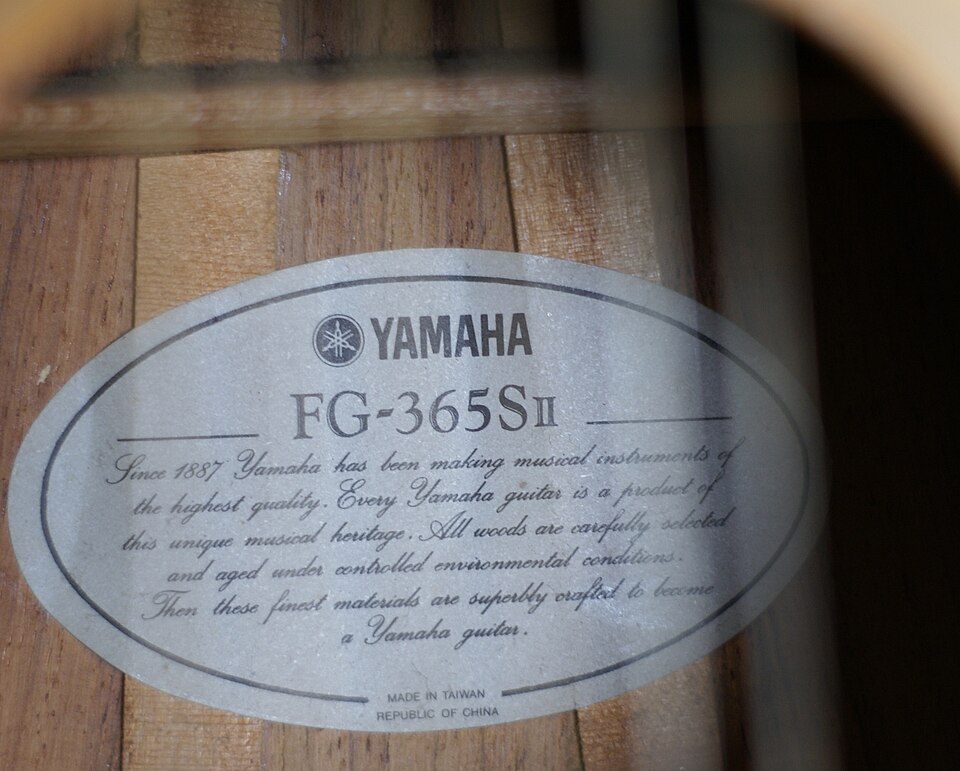 YAMAHA
FG-365SII
Since 1887 Yamaha has been making musical instruments of
the highest quality. Every Yamaha guitar is a product of
this unique musical heritage. All woods are carefully selected
and aged under controlled environmental conditions.
Then these finest materials are superbly crafted to become
a Yamaha guitar.
MADE IN TAIWAN
REPUBLIC OF CHINA